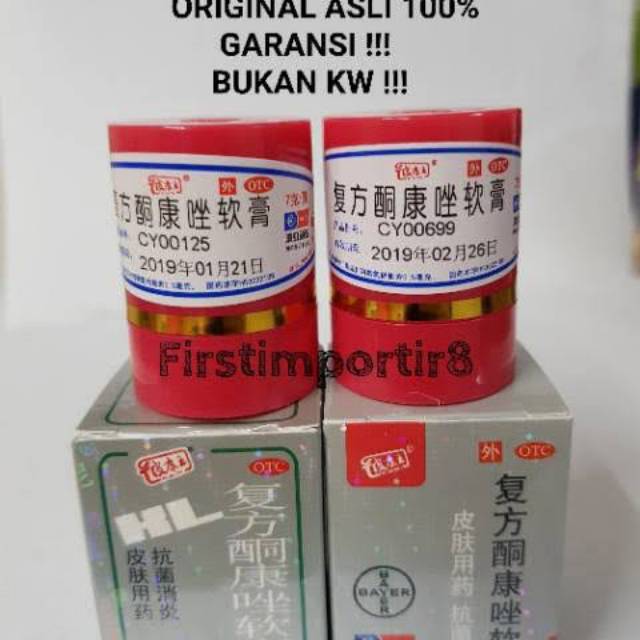 ORIGINAL ASLI 100%
GARANSI !!!
BUKAN KW !!!
外 OTC
复方酮康唑软膏
CY00125
2019年01月21日
外 OTC
复方酮康唑软膏
CY00699
2019年02月26日
Firstimportir8
OTC
HL
复方酮康唑软
抗菌消炎
皮肤用药
外 OTC
复方酮康唑软
皮肤用药 抗
BAYER
BAYER